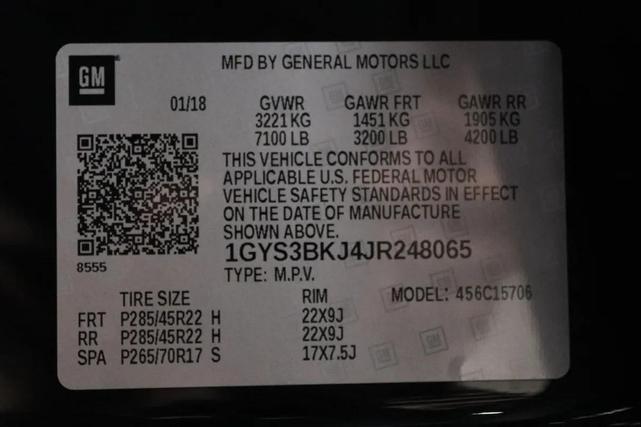 GM
MFD BY GENERAL MOTORS LLC
01/18 GVWR GAWR FRT GAWR RR
3221 KG 1451 KG 1905 KG
7100 LB 3200 LB 4200 LB
THIS VEHICLE CONFORMS TO ALL
APPLICABLE U.S. FEDERAL MOTOR
VEHICLE SAFETY STANDARDS IN EFFECT
ON THE DATE OF MANUFACTURE
SHOWN ABOVE.
1GYS3BKJ4JR248065
8555
TYPE: M.P.V.
TIRE SIZE RIM MODEL: 456C15706
FRT P285/45R22 H 22X9J
RR P285/45R22 H 22X9J
SPA P265/70R17 S 17X7.5J